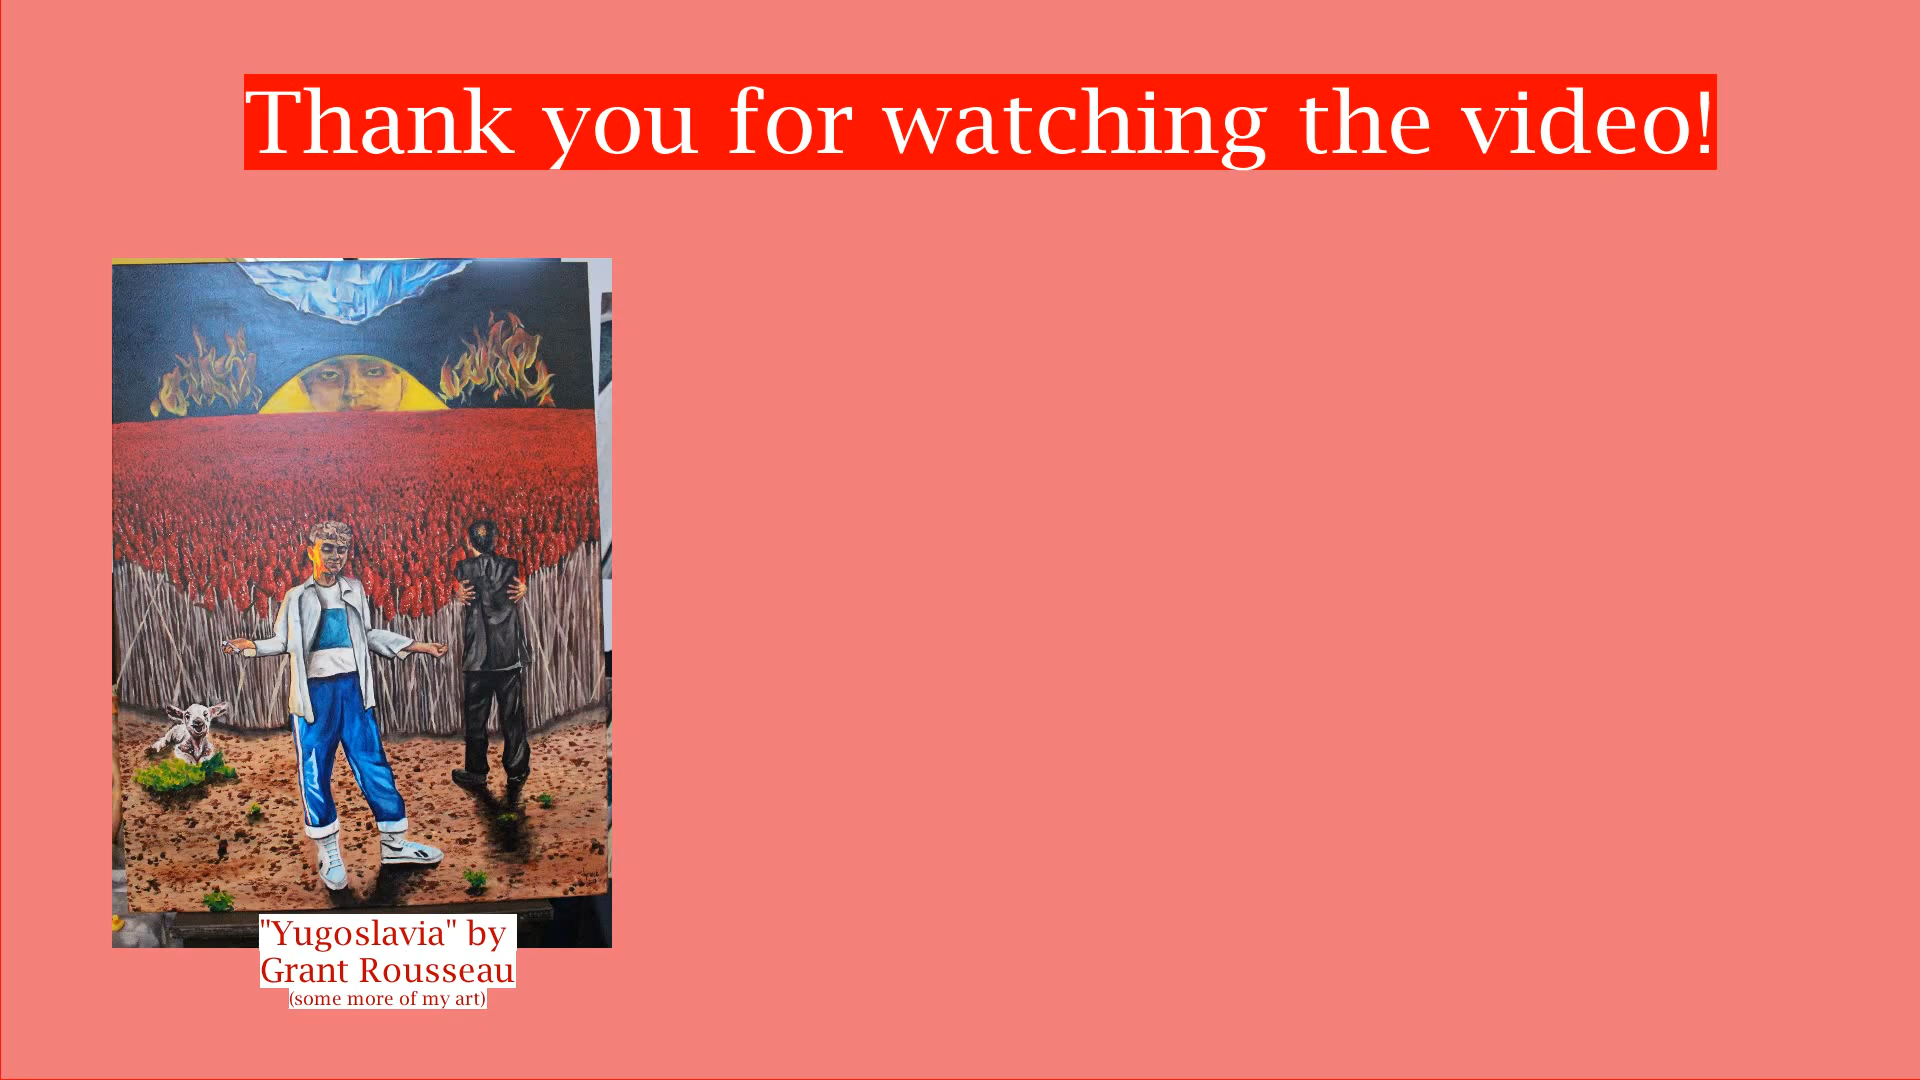 Thank you for watching the video!
"Yugoslavia" by
Grant Rousseau
(some more of my art)